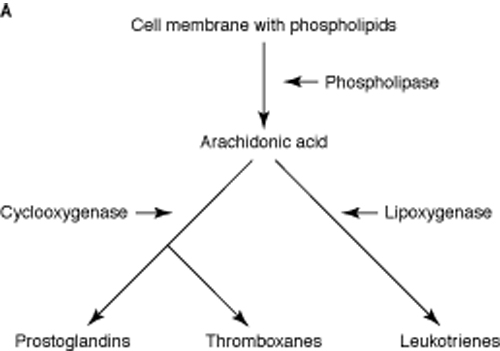 A
Cell membrane with phospholipids
Phospholipase
Arachidonic acid
Cyclooxygenase
Lipoxygenase
Prostoglandins
Thromboxanes
Leukotrienes